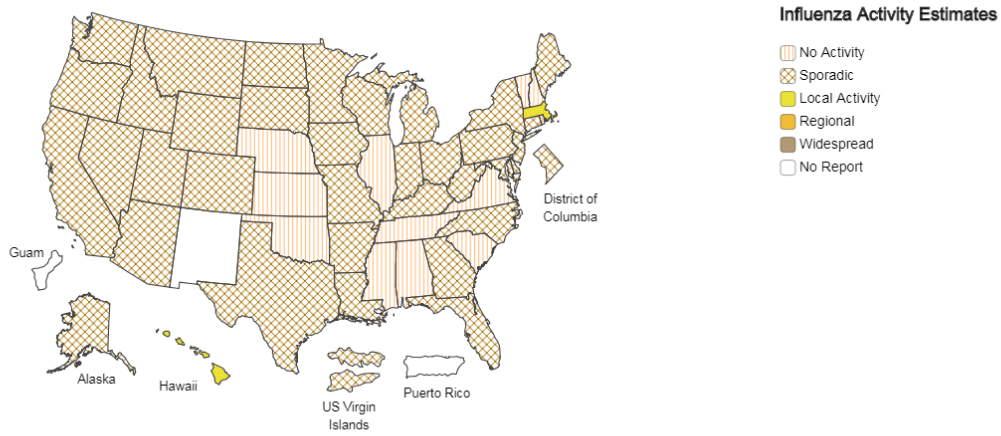 Influenza Activity Estimates
No Activity
Sporadic
Local Activity
Regional
Widespread
No Report
District of
Columbia
Guam
Alaska
Hawaii
US Virgin
Islands
Puerto Rico